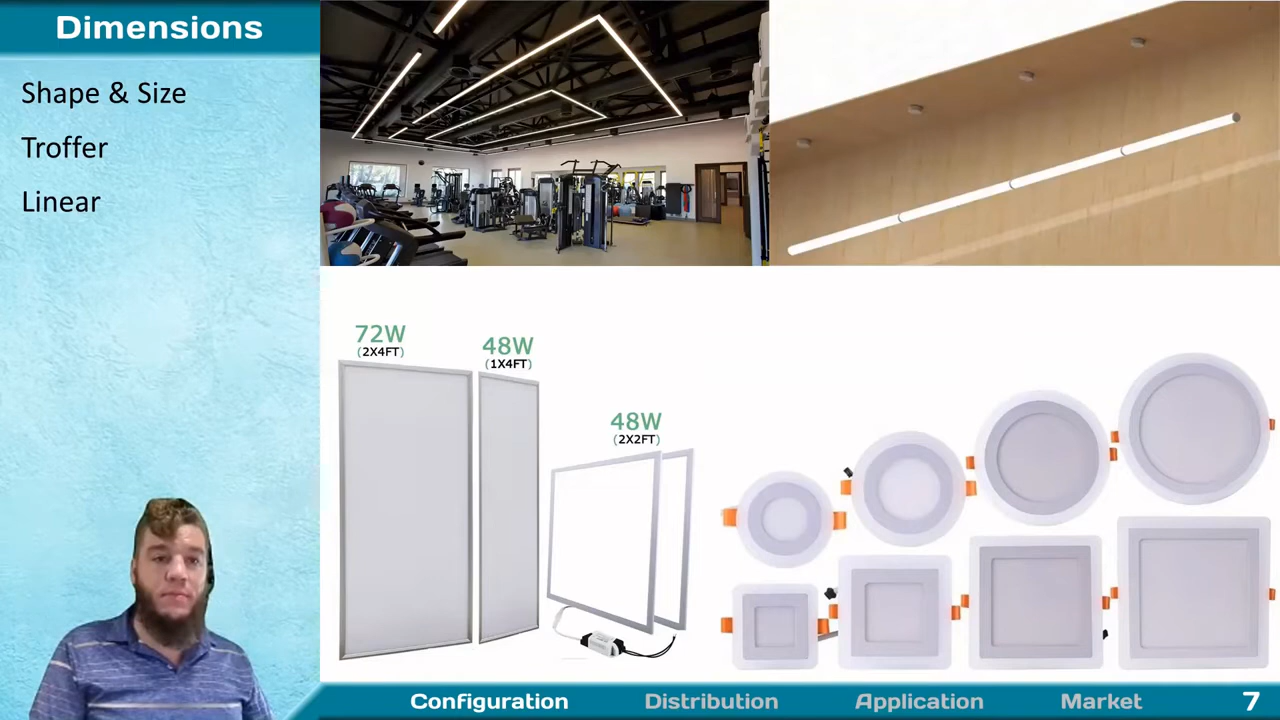 Dimensions
Shape & Size
Troffer
Linear
72W
(2X4FT)
48W
(1X4FT)
48W
(2X2FT)
Configuration
Distribution
Application
Market
7